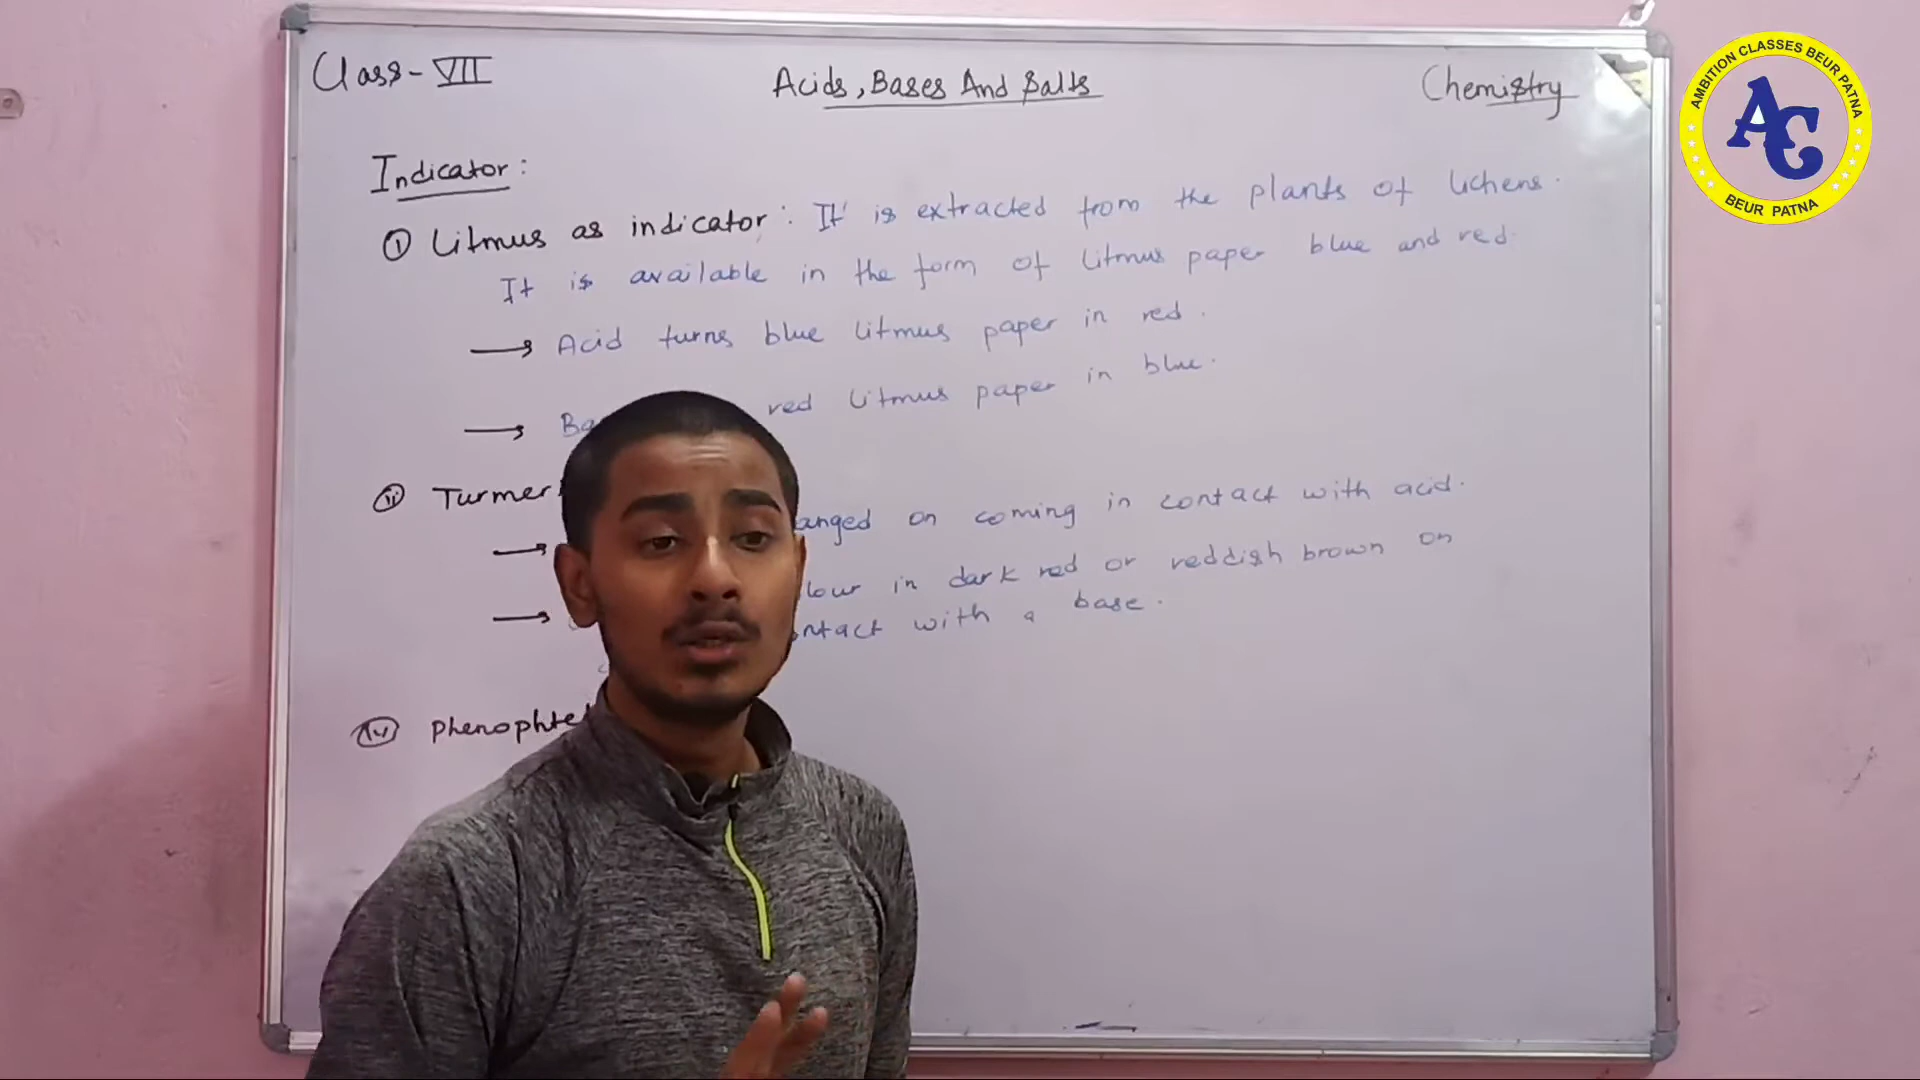 Class - VII
Acids, Bases And Salts
Chemistry
AMBITION CLASSES BEUR PATNA
AC
BEUR PATNA
Indicator :
(i) Litmus as indicator : It is extracted from the plants of lichens.
It is available in the form of litmus paper blue and red.
→ Acid turns blue litmus paper in red.
→ Ba red litmus paper in blue.
(ii) Turmer
→ anged on coming in contact with acid.
→ lour in dark red or reddish brown on
ontact with a base.
Phenophte